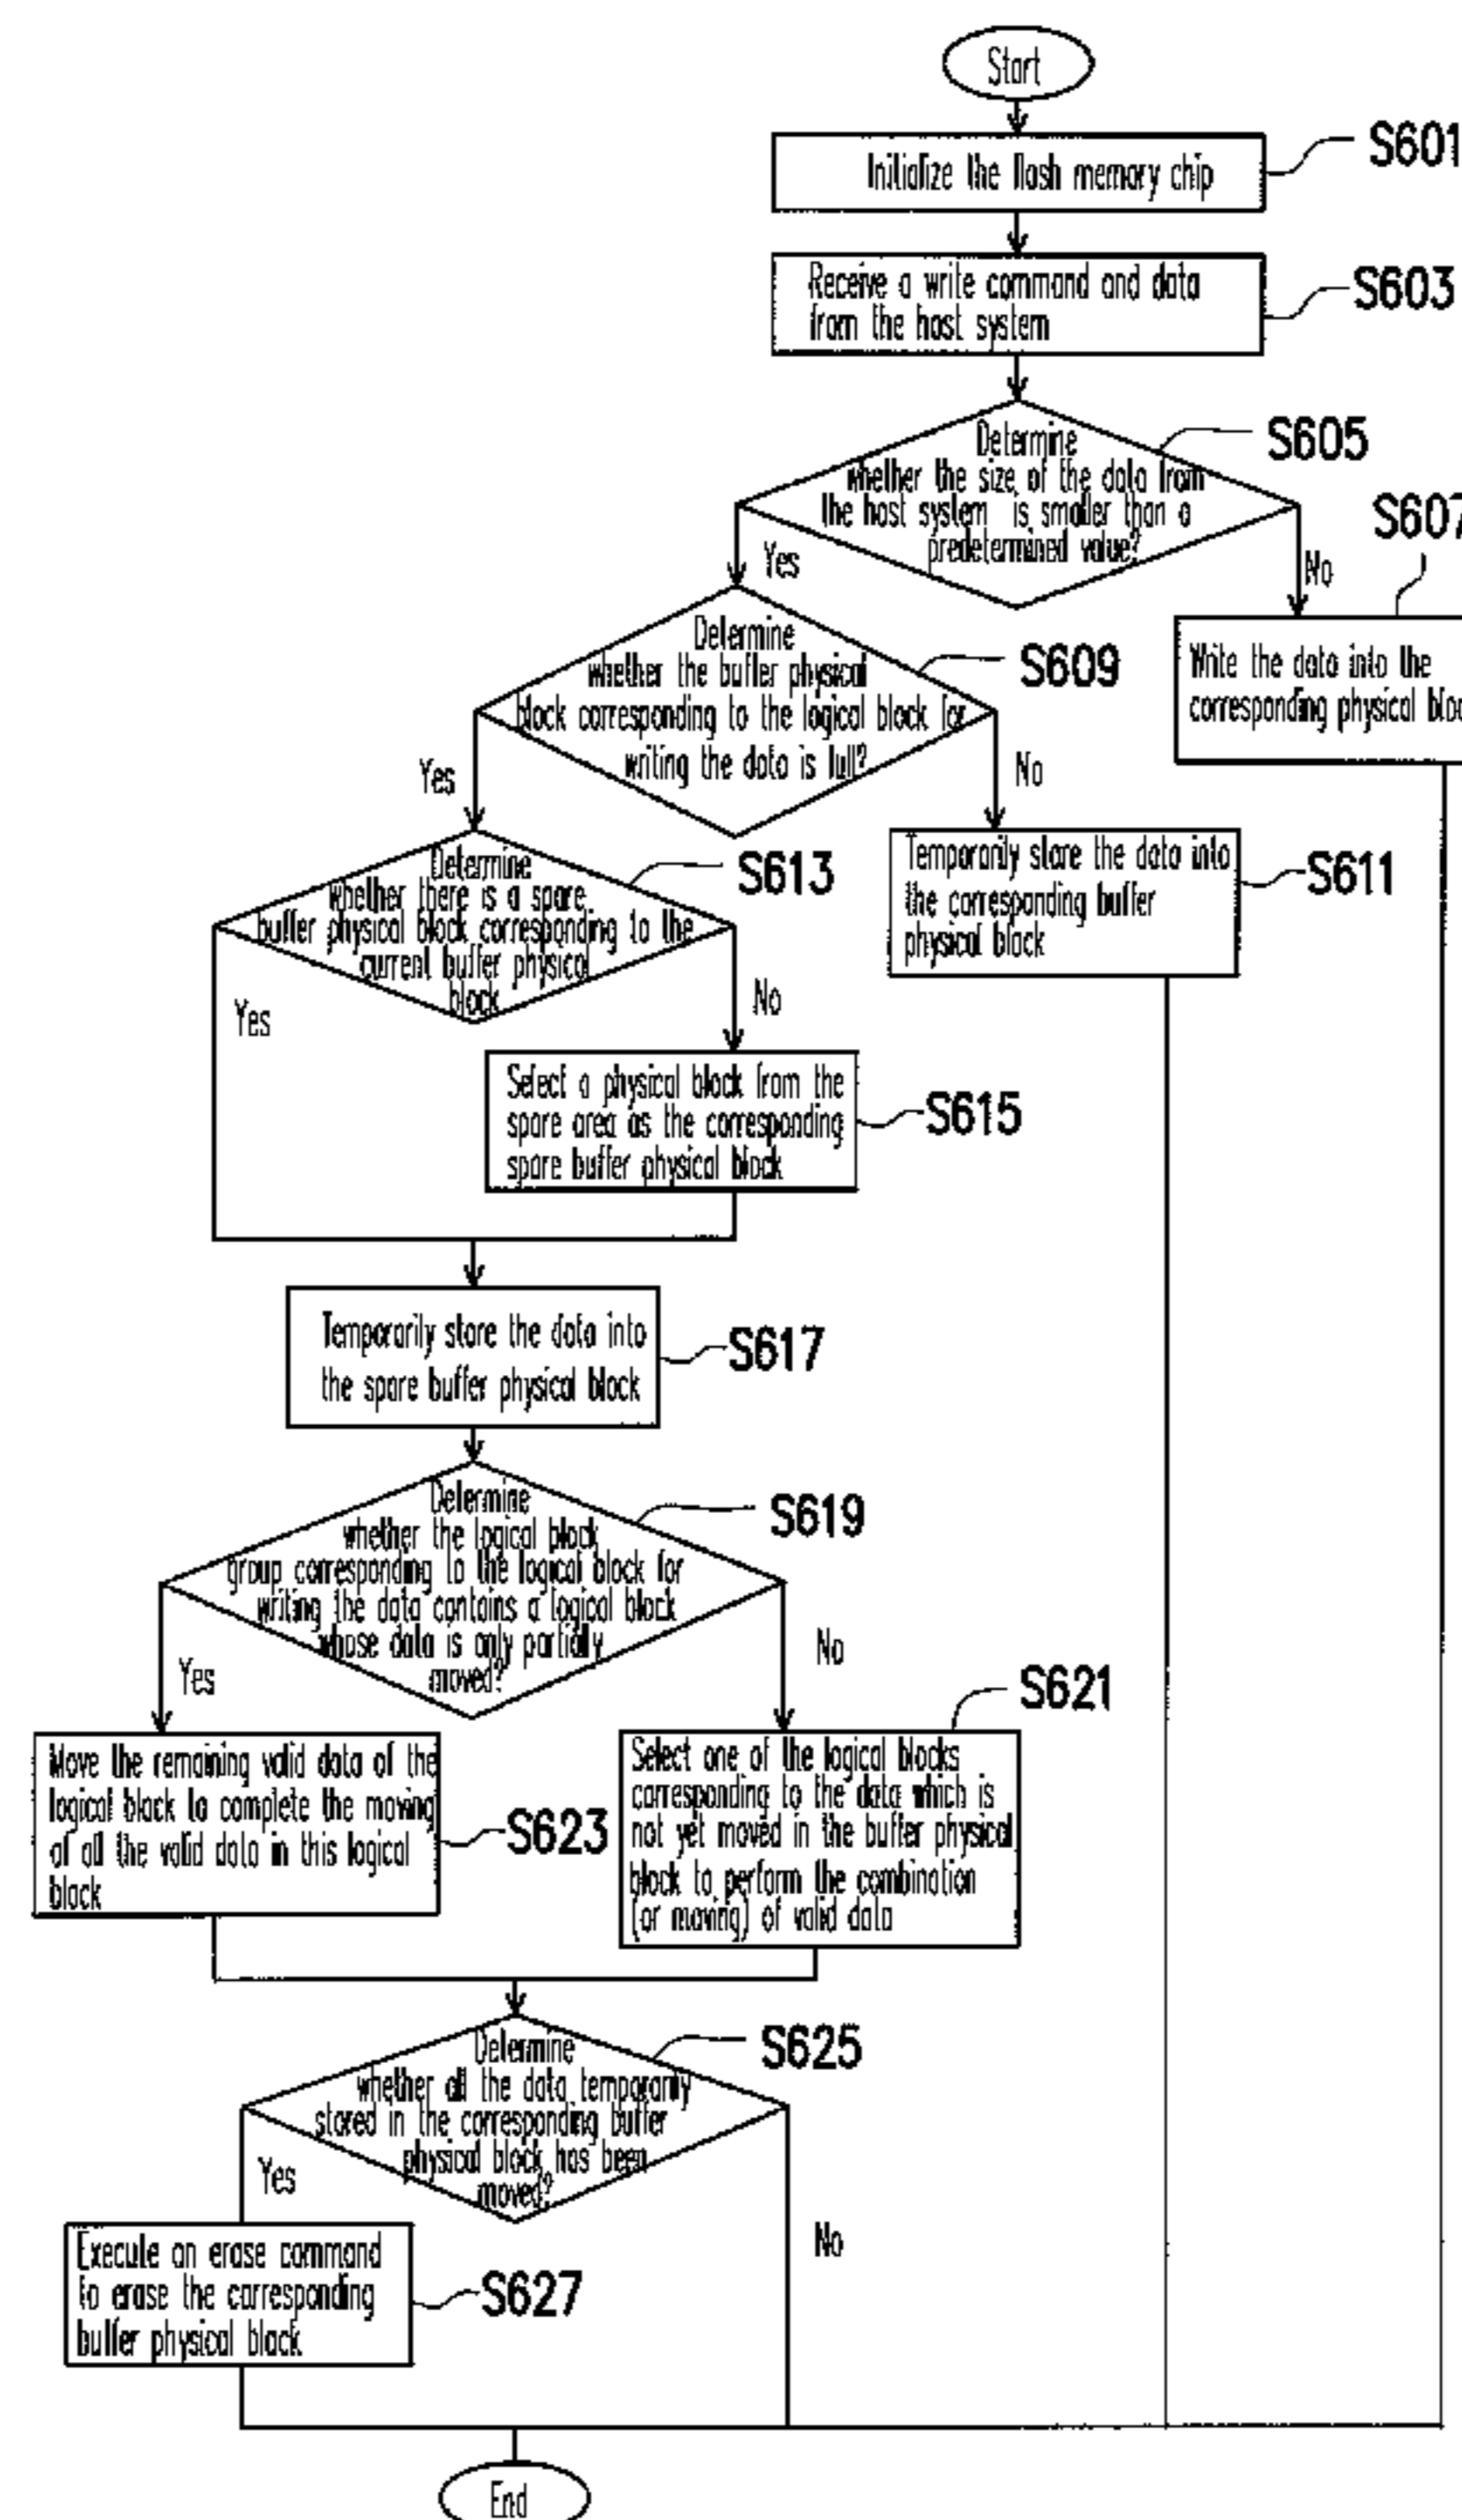 Start
Initialize the flash memory chip
S601
Receive a write command and data
from the host system
S603
Determine
whether the size of the data from
the host system is smaller than a
predetermined value?
S605
Yes
No
S607
Write the data into the
corresponding physical
Determine
whether the buffer physical
block corresponding to the logical block for
writing the data is full?
S609
Yes
No
Temporarily store the data into
the corresponding buffer
physical block
S611
Determine
whether there is a spare
buffer physical block corresponding to the
current buffer physical
block
S613
Yes
No
Select a physical block from the
spare area as the corresponding
spare buffer physical block
S615
Temporarily store the data into
the spare buffer physical block
S617
Determine
whether the logical block
group corresponding to the logical block for
writing the data contains a logical block
whose data is only partially
moved?
S619
Yes
No
Move the remaining valid data of the
logical block to complete the moving
of all the valid data in this logical
block
S623
S621
Select one of the logical blocks
corresponding to the data which is
not yet moved in the buffer physical
block to perform the combination
(or moving) of valid data
Determine
whether all the data temporarily
stored in the corresponding buffer
physical block has been
moved?
S625
Yes
No
Execute an erase command
to erase the corresponding
buffer physical block
S627
End